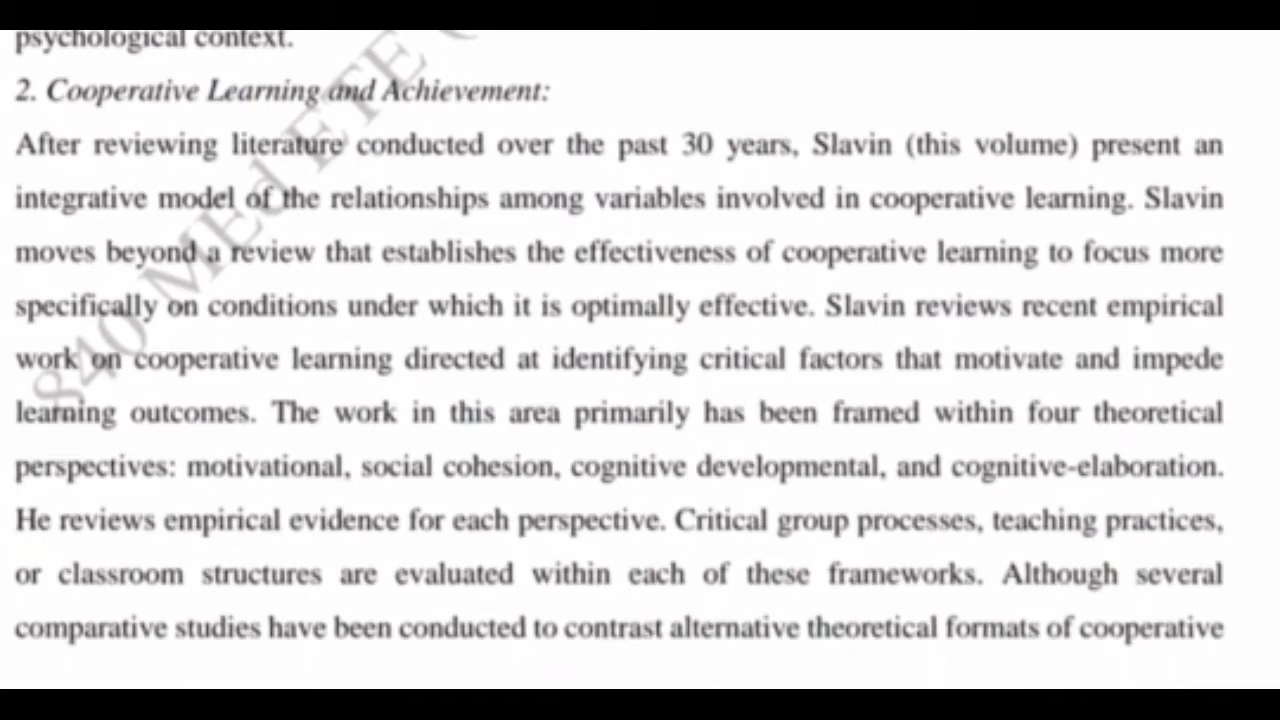 psychological context.
2. Cooperative Learning and Achievement:
After reviewing literature conducted over the past 30 years, Slavin (this volume) present an
integrative model of the relationships among variables involved in cooperative learning. Slavin
moves beyond a review that establishes the effectiveness of cooperative learning to focus more
specifically on conditions under which it is optimally effective. Slavin reviews recent empirical
work on cooperative learning directed at identifying critical factors that motivate and impede
learning outcomes. The work in this area primarily has been framed within four theoretical
perspectives: motivational, social cohesion, cognitive developmental, and cognitive-elaboration.
He reviews empirical evidence for each perspective. Critical group processes, teaching practices,
or classroom structures are evaluated within each of these frameworks. Although several
comparative studies have been conducted to contrast alternative theoretical formats of cooperative
840 MEd ETE